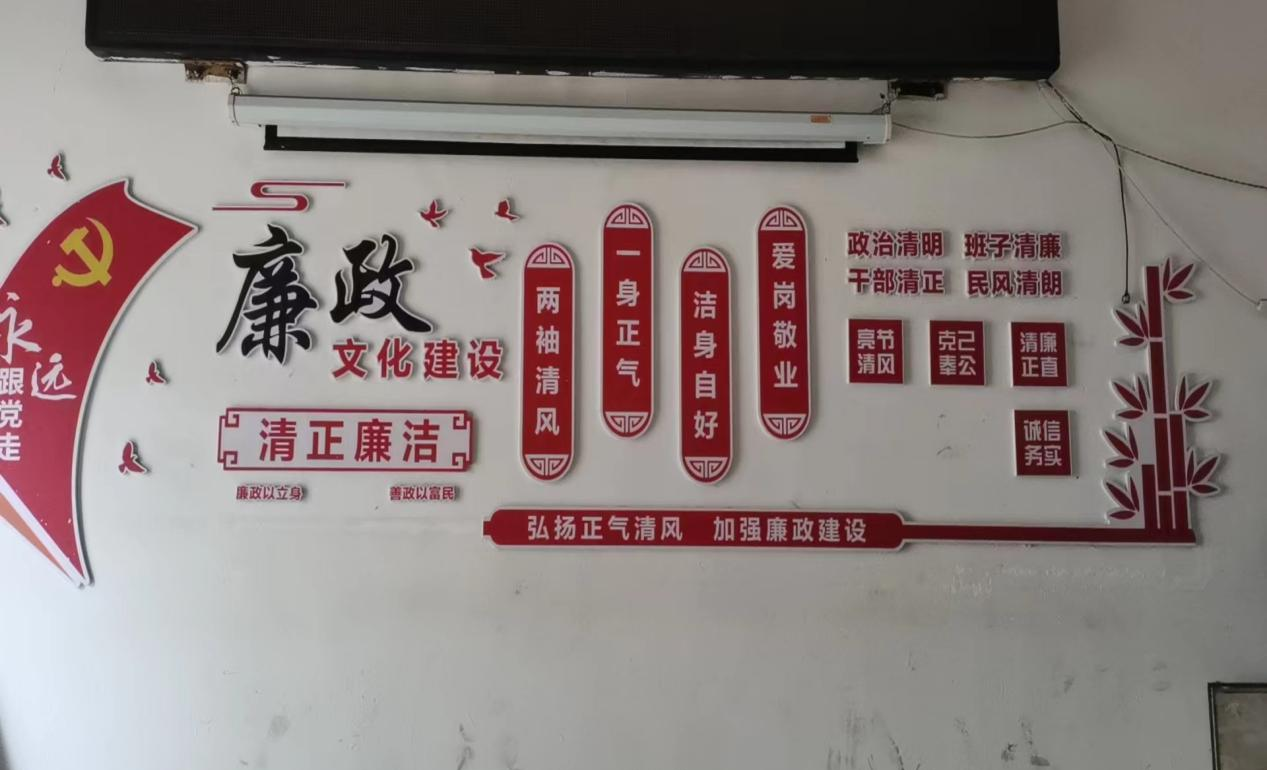 永远
跟党走
廉政
文化建设
清正廉洁
廉政以立身 善政以富民
两袖清风
一身正气
洁身自好
爱岗敬业
政治清明 班子清廉
干部清正 民风清朗
亮节
清风
克己
奉公
清廉
正直
诚信
务实
弘扬正气清风 加强廉政建设